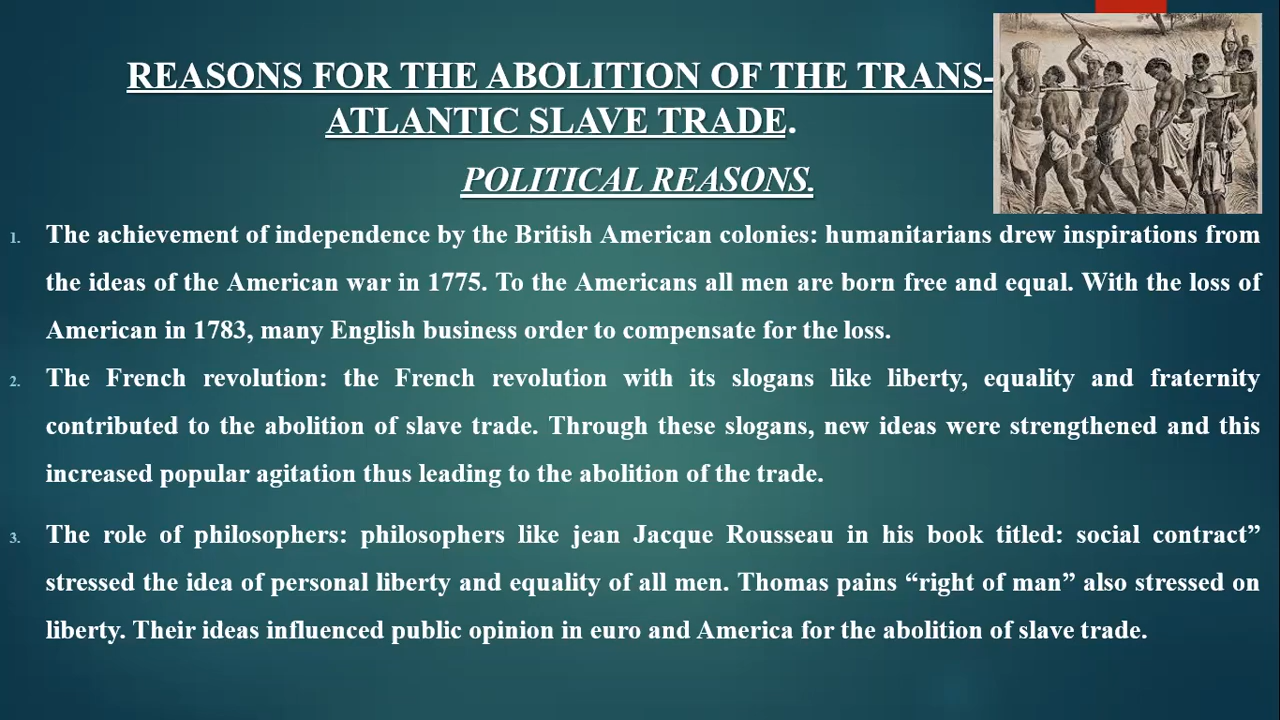 REASONS FOR THE ABOLITION OF THE TRANS-
ATLANTIC SLAVE TRADE.
POLITICAL REASONS.
1. The achievement of independence by the British American colonies: humanitarians drew inspirations from
the ideas of the American war in 1775. To the Americans all men are born free and equal. With the loss of
American in 1783, many English business order to compensate for the loss.
2. The French revolution: the French revolution with its slogans like liberty, equality and fraternity
contributed to the abolition of slave trade. Through these slogans, new ideas were strengthened and this
increased popular agitation thus leading to the abolition of the trade.
3. The role of philosophers: philosophers like jean Jacque Rousseau in his book titled: social contract”
stressed the idea of personal liberty and equality of all men. Thomas pains “right of man” also stressed on
liberty. Their ideas influenced public opinion in euro and America for the abolition of slave trade.